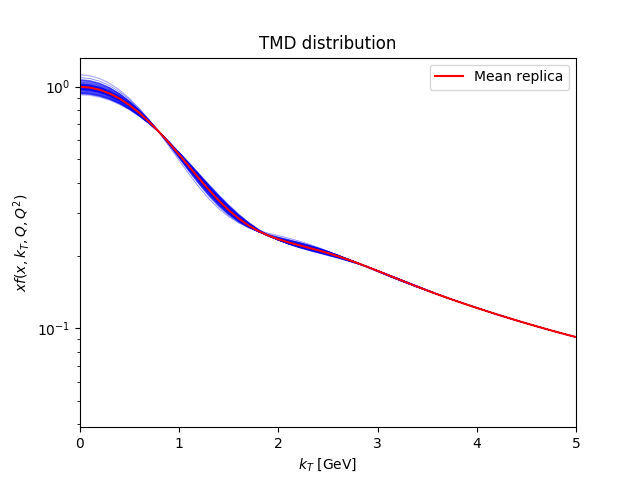 TMD distribution
Mean replica
10⁰
10⁻¹
xf(x, k_T, Q, Q²)
0 1 2 3 4 5
k_T [GeV]